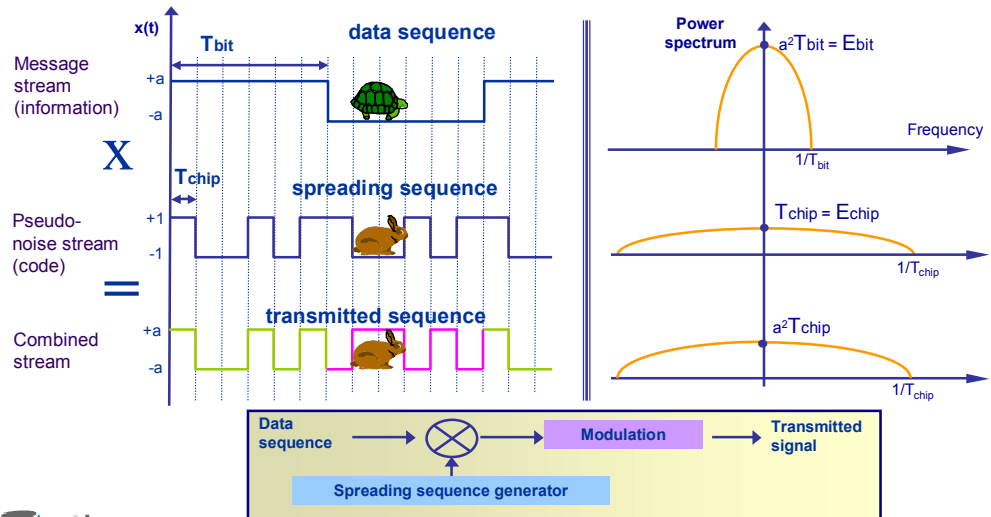 x(t)
data sequence
Tbit
Message
stream
(information)
+a
-a
X
Tchip
spreading sequence
Pseudo-
noise stream
(code)
+1
-1
=
transmitted sequence
Combined
stream
+a
-a
Power
spectrum
a²Tbit = Ebit
Frequency
1/Tbit
Tchip = Echip
1/Tchip
a²Tchip
1/Tchip
Data
sequence
Modulation
Transmitted
signal
Spreading sequence generator